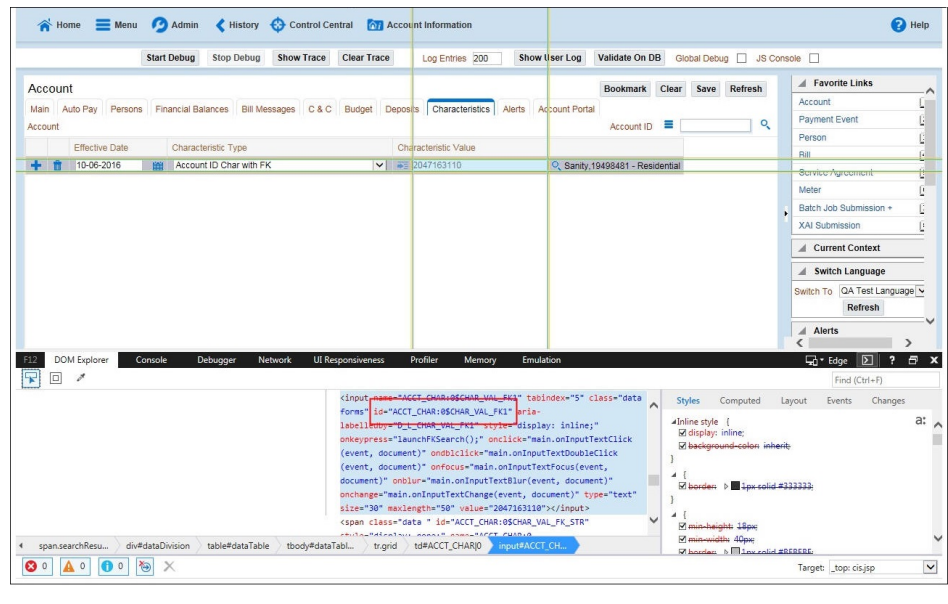 Home Menu Admin History Control Central Account Information Help
Start Debug Stop Debug Show Trace Clear Trace Log Entries 200 Show User Log Validate On DB Global Debug JS Console
Account Bookmark Clear Save Refresh
Main Auto Pay Persons Financial Balances Bill Messages C & C Budget Deposits Characteristics Alerts Account Portal
Account Account ID
Effective Date Characteristic Type Characteristic Value
10-06-2016 Account ID Char with FK 2047163110 Sanity,19498481 - Residential
Favorite Links
Account
Payment Event
Person
Bill
Service Agreement
Meter
Batch Job Submission +
XAI Submission
Current Context
Switch Language
Switch To QA Test Language
Refresh
Alerts
F12 DOM Explorer Console Debugger Network UI Responsiveness Profiler Memory Emulation Edge ?
Find (Ctrl+F)
<input name="ACCT_CHAR:0$CHAR_VAL_FK1" tabindex="5" class="data
forms" id="ACCT_CHAR:0$CHAR_VAL_FK1" aria-
labelledby="D_L_CHAR_VAL_FK1" style="display: inline;"
onkeypress="launchFKSearch();" onclick="main.onInputTextClick
(event, document)" ondblclick="main.onInputTextDoubleClick
(event, document)" onfocus="main.onInputTextFocus(event,
document)" onblur="main.onInputTextBlur(event, document)"
onchange="main.onInputTextChange(event, document)" type="text"
size="30" maxlength="50" value="2047163110"></input>
<span class="data " id="ACCT_CHAR:0$CHAR_VAL_FK_STR"
Styles Computed Layout Events Changes
Inline style { a:
display: inline;
background-color: inherit;
}
{
border: 1px solid #333333;
}
{
min-height: 18px;
min-width: 40px;
border: 1px solid #BEBEBE;
span.searchResu... div#dataDivision table#dataTable tbody#dataTabl... tr.grid td#ACCT_CHAR|0 input#ACCT_CH...
0 0 0 Target: _top: cis.jsp